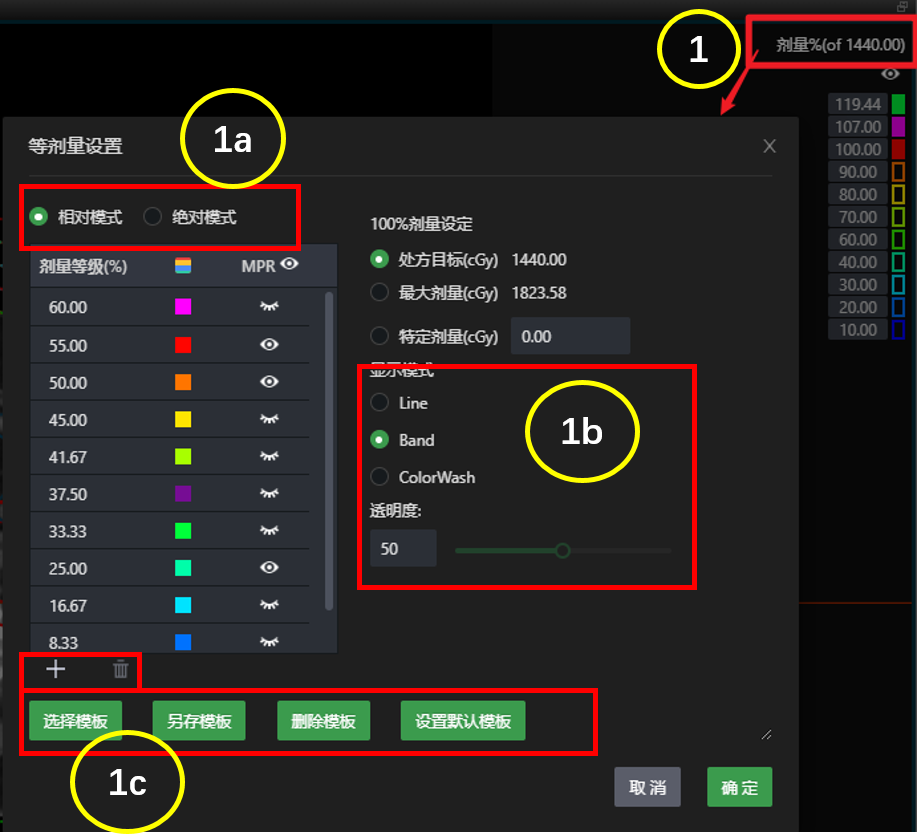 1
剂量%(of 1440.00)
119.44
107.00
100.00
90.00
80.00
70.00
60.00
40.00
30.00
20.00
10.00
等剂量设置
1a
X
相对模式 绝对模式
剂量等级(%) MPR
60.00
55.00
50.00
45.00
41.67
37.50
33.33
25.00
16.67
8.33
100%剂量设定
处方目标(cGy) 1440.00
最大剂量(cGy) 1823.58
特定剂量(cGy) 0.00
显示模式
Line
Band
ColorWash
1b
透明度:
50
选择模板 另存模板 删除模板 设置默认模板
1c
取消 确定